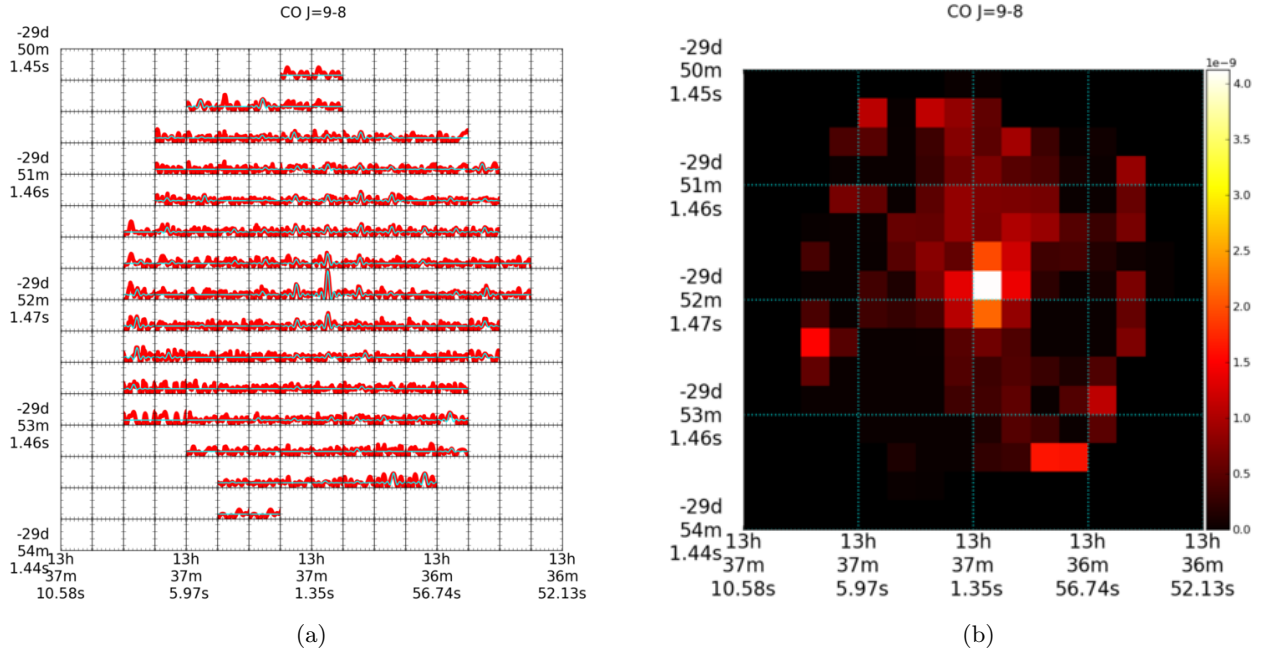 CO J=9-8
-29d
50m
1.45s
-29d
51m
1.46s
-29d
52m
1.47s
-29d
53m
1.46s
-29d
54m
1.44s
13h
37m
10.58s
13h
37m
5.97s
13h
37m
1.35s
13h
36m
56.74s
13h
36m
52.13s
(a)
CO J=9-8
-29d
50m
1.45s
-29d
51m
1.46s
-29d
52m
1.47s
-29d
53m
1.46s
-29d
54m
1.44s
13h
37m
10.58s
13h
37m
5.97s
13h
37m
1.35s
13h
36m
56.74s
13h
36m
52.13s
1e-9
4.0
3.5
3.0
2.5
2.0
1.5
1.0
0.5
0.0
(b)